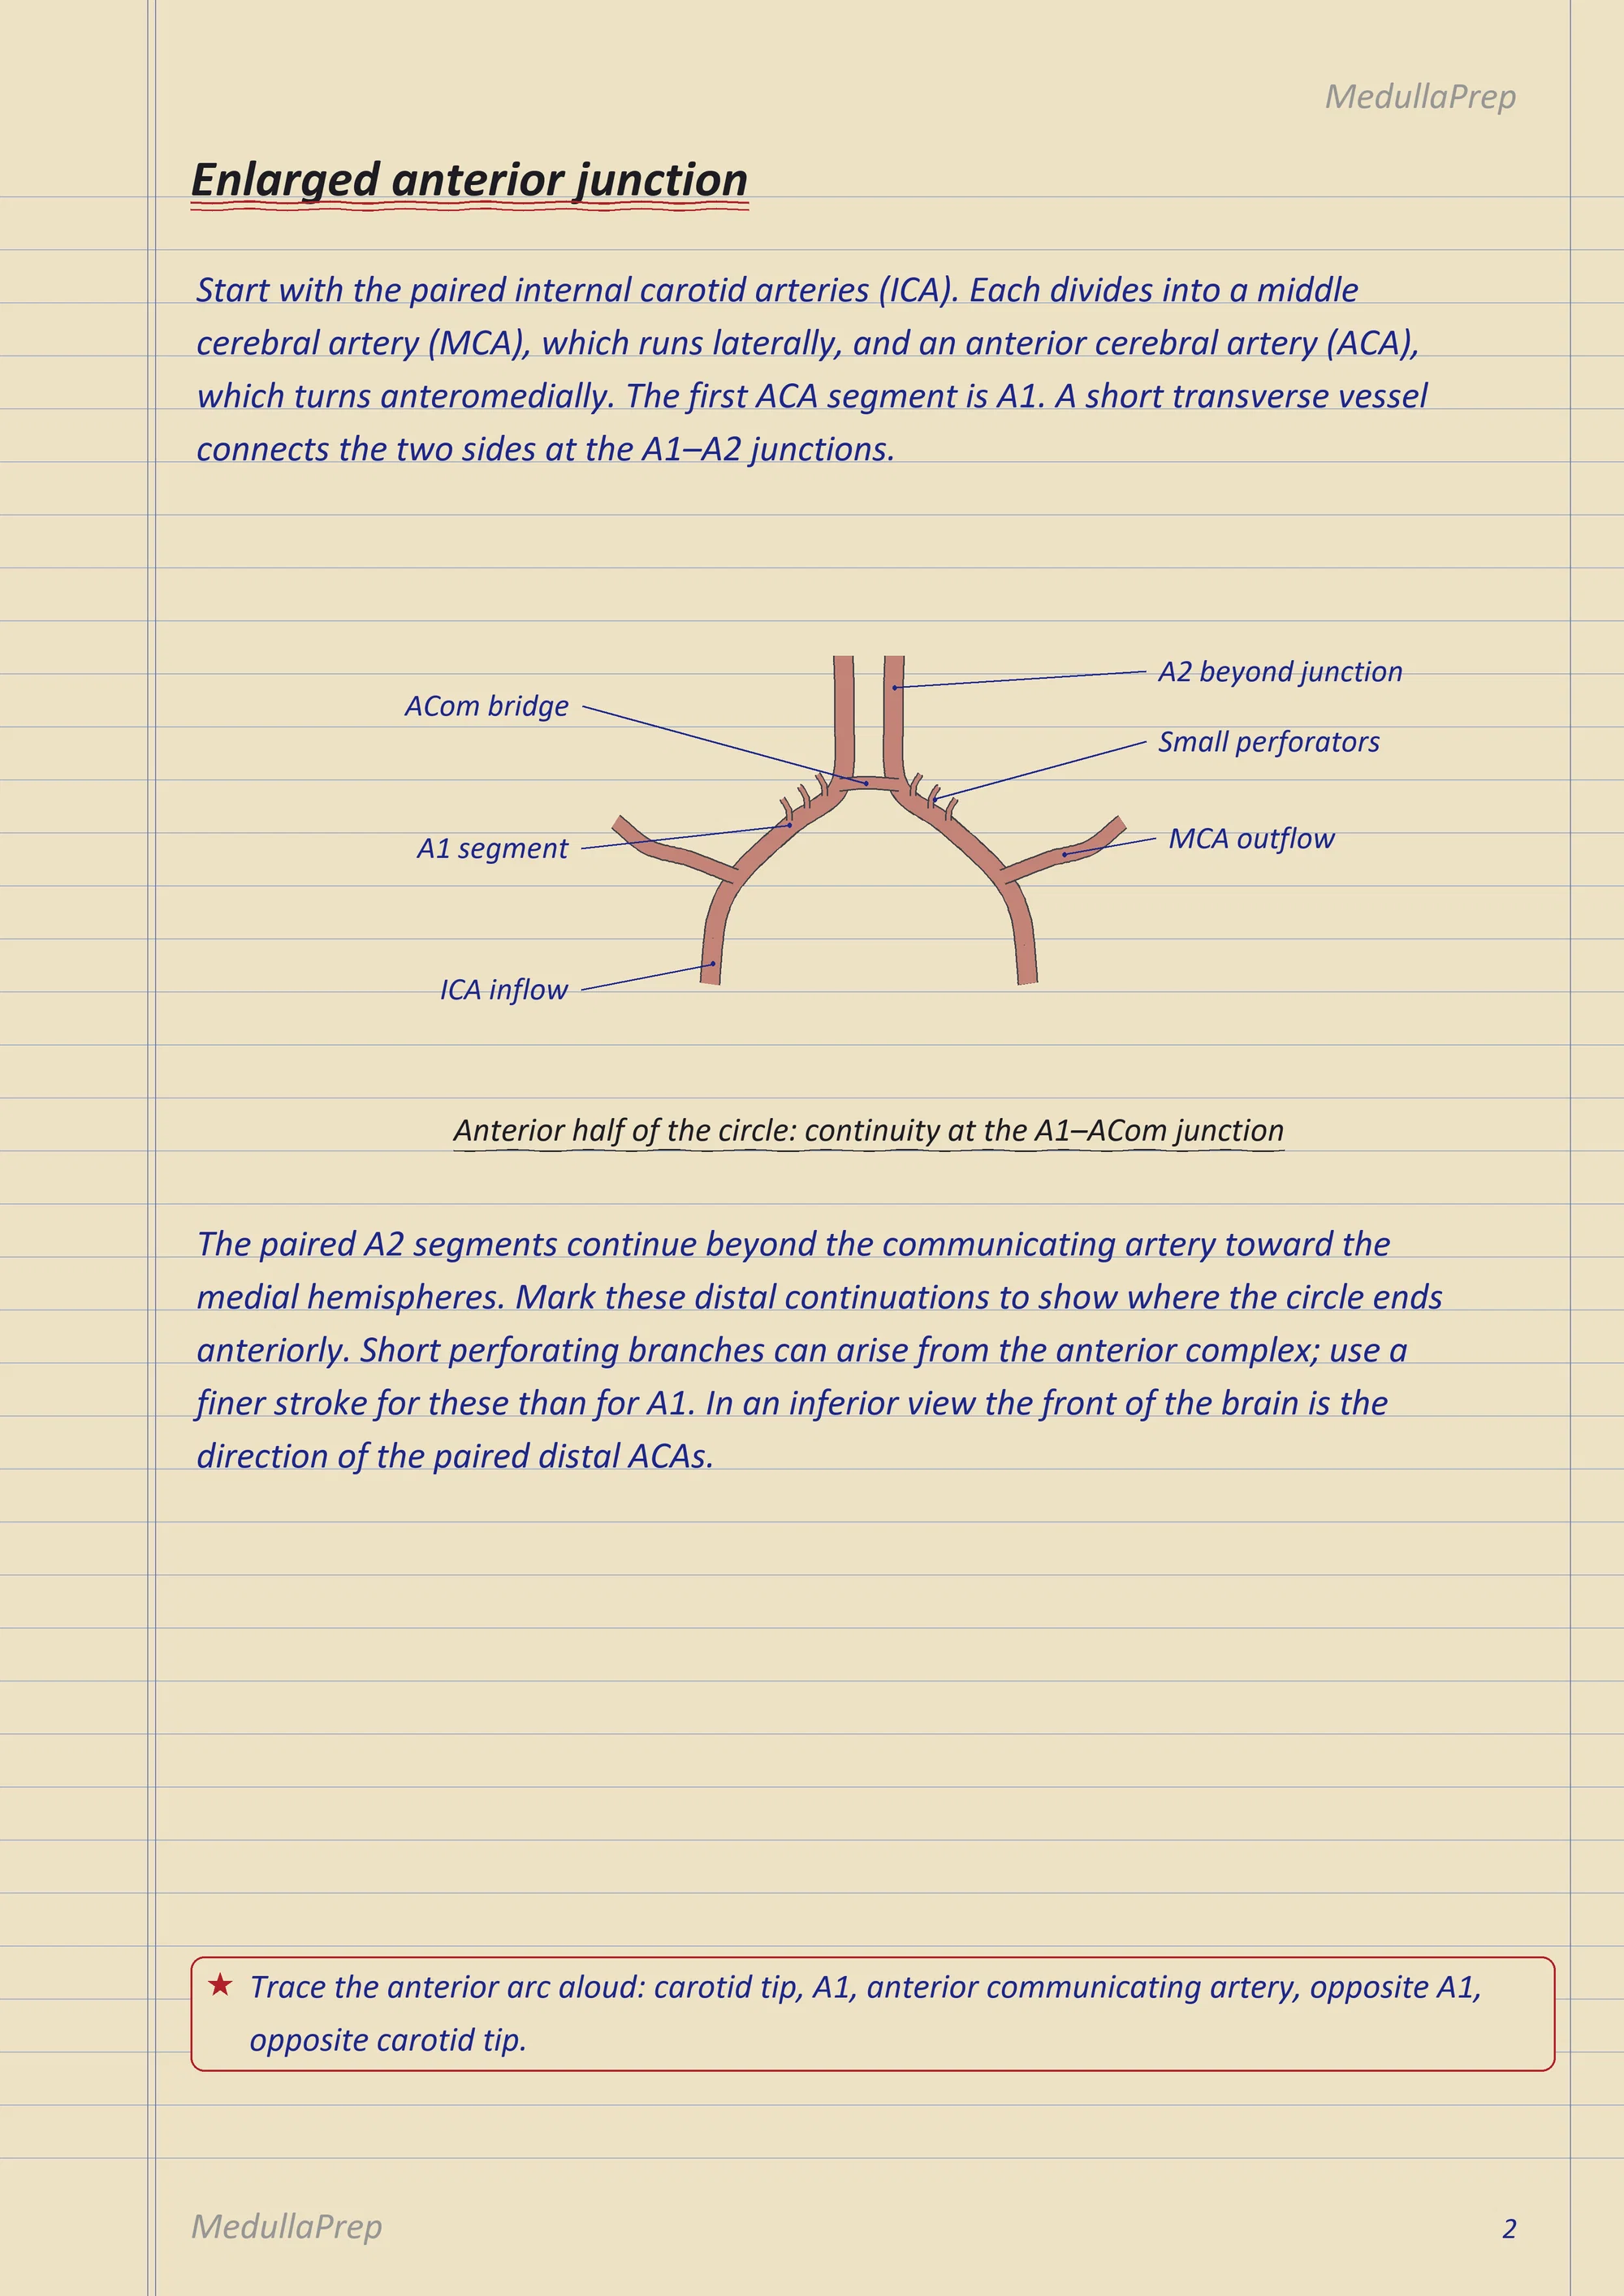 MedullaPrep
Enlarged anterior junction
Start with the paired internal carotid arteries (ICA). Each divides into a middle
cerebral artery (MCA), which runs laterally, and an anterior cerebral artery (ACA),
which turns anteromedially. The first ACA segment is A1. A short transverse vessel
connects the two sides at the A1–A2 junctions.
A2 beyond junction
ACom bridge
Small perforators
MCA outflow
A1 segment
ICA inflow
Anterior half of the circle: continuity at the A1–ACom junction
The paired A2 segments continue beyond the communicating artery toward the
medial hemispheres. Mark these distal continuations to show where the circle ends
anteriorly. Short perforating branches can arise from the anterior complex; use a
finer stroke for these than for A1. In an inferior view the front of the brain is the
direction of the paired distal ACAs.
★ Trace the anterior arc aloud: carotid tip, A1, anterior communicating artery, opposite A1,
opposite carotid tip.
MedullaPrep
2